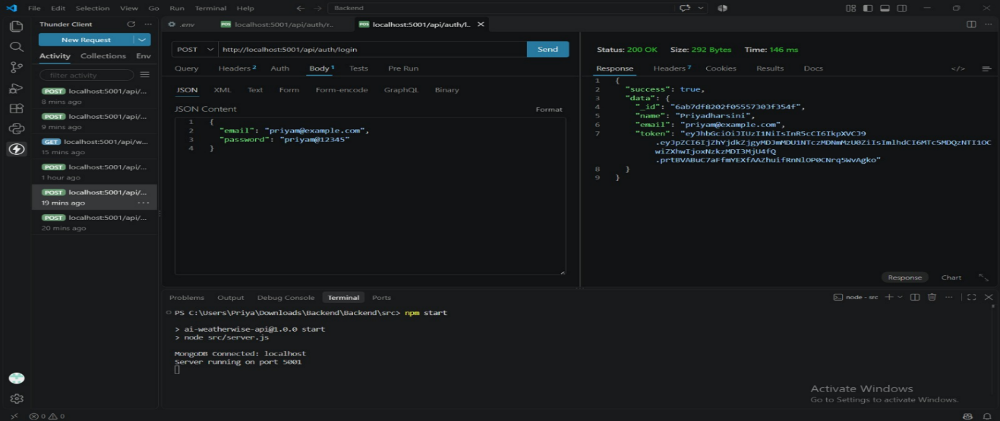 File Edit Selection View Go Run Terminal Help
Backend
Thunder Client
New Request
Activity Collections Env
filter activity
POST localhost:5001/api/...
8 mins ago
POST localhost:5001/api/...
9 mins ago
GET localhost:5001/api/w...
15 mins ago
POST localhost:5001/api/...
1 hour ago
POST localhost:5001/api/...
19 mins ago
POST localhost:5001/api/...
20 mins ago
.env
POS localhost:5001/api/auth/r..
POS localhost:5001/api/auth/l..
POST http://localhost:5001/api/auth/login Send
Query Headers 2 Auth Body 1 Tests Pre Run
JSON XML Text Form Form-encode GraphQL Binary
JSON Content Format
1 {
2 "email": "priyam@example.com",
3 "password": "priyam@12345"
4 }
Status: 200 OK Size: 292 Bytes Time: 146 ms
Response Headers 7 Cookies Results Docs
1 {
2 "success": true,
3 "data": {
4 "_id": "6ab7df8202f05557303f354f",
5 "name": "Priyadharsini",
6 "email": "priyam@example.com",
7 "token": "eyJhbGciOiJIUzI1NiIsInR5cCI6IkpXVCJ9
8 }
9 }
Response Chart
Problems Output Debug Console Terminal Ports
node - src
PS C:\Users\Priya\Downloads\Backend\Backend\src> npm start
> ai-weatherwise-api@1.0.0 start
> node src/server.js
MongoDB Connected: localhost
Server running on port 5001
Activate Windows
Go to Settings to activate Windows.
0 0